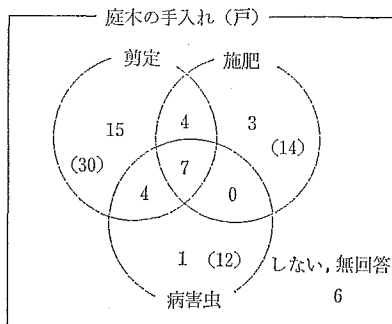 庭木の手入れ（戸）
剪定 施肥
15 4 3
(30) 7 (14)
4 0
1 (12)
病害虫
しない,無回答
6